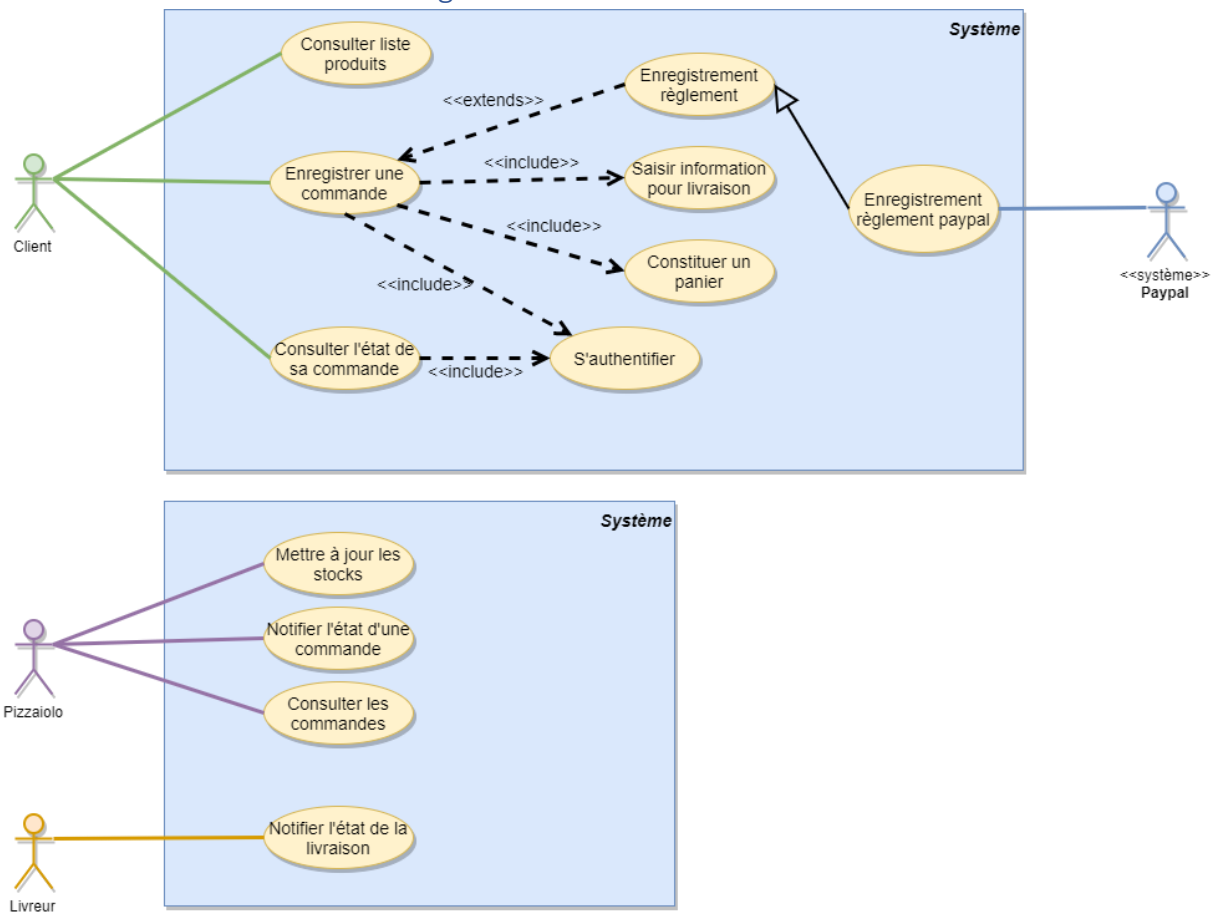 Système
Consulter liste
produits
Enregistrement
règlement
<<extends>>
<<include>>
Enregistrer une
commande
Saisir information
pour livraison
Enregistrement
règlement paypal
<<include>>
Client
Constituer un
panier
<<système>>
Paypal
<<include>>
Consulter l'état de
sa commande
<<include>>
S'authentifier
Système
Mettre à jour les
stocks
Notifier l'état d'une
commande
Pizzaiolo
Consulter les
commandes
Notifier l'état de la
livraison
Livreur